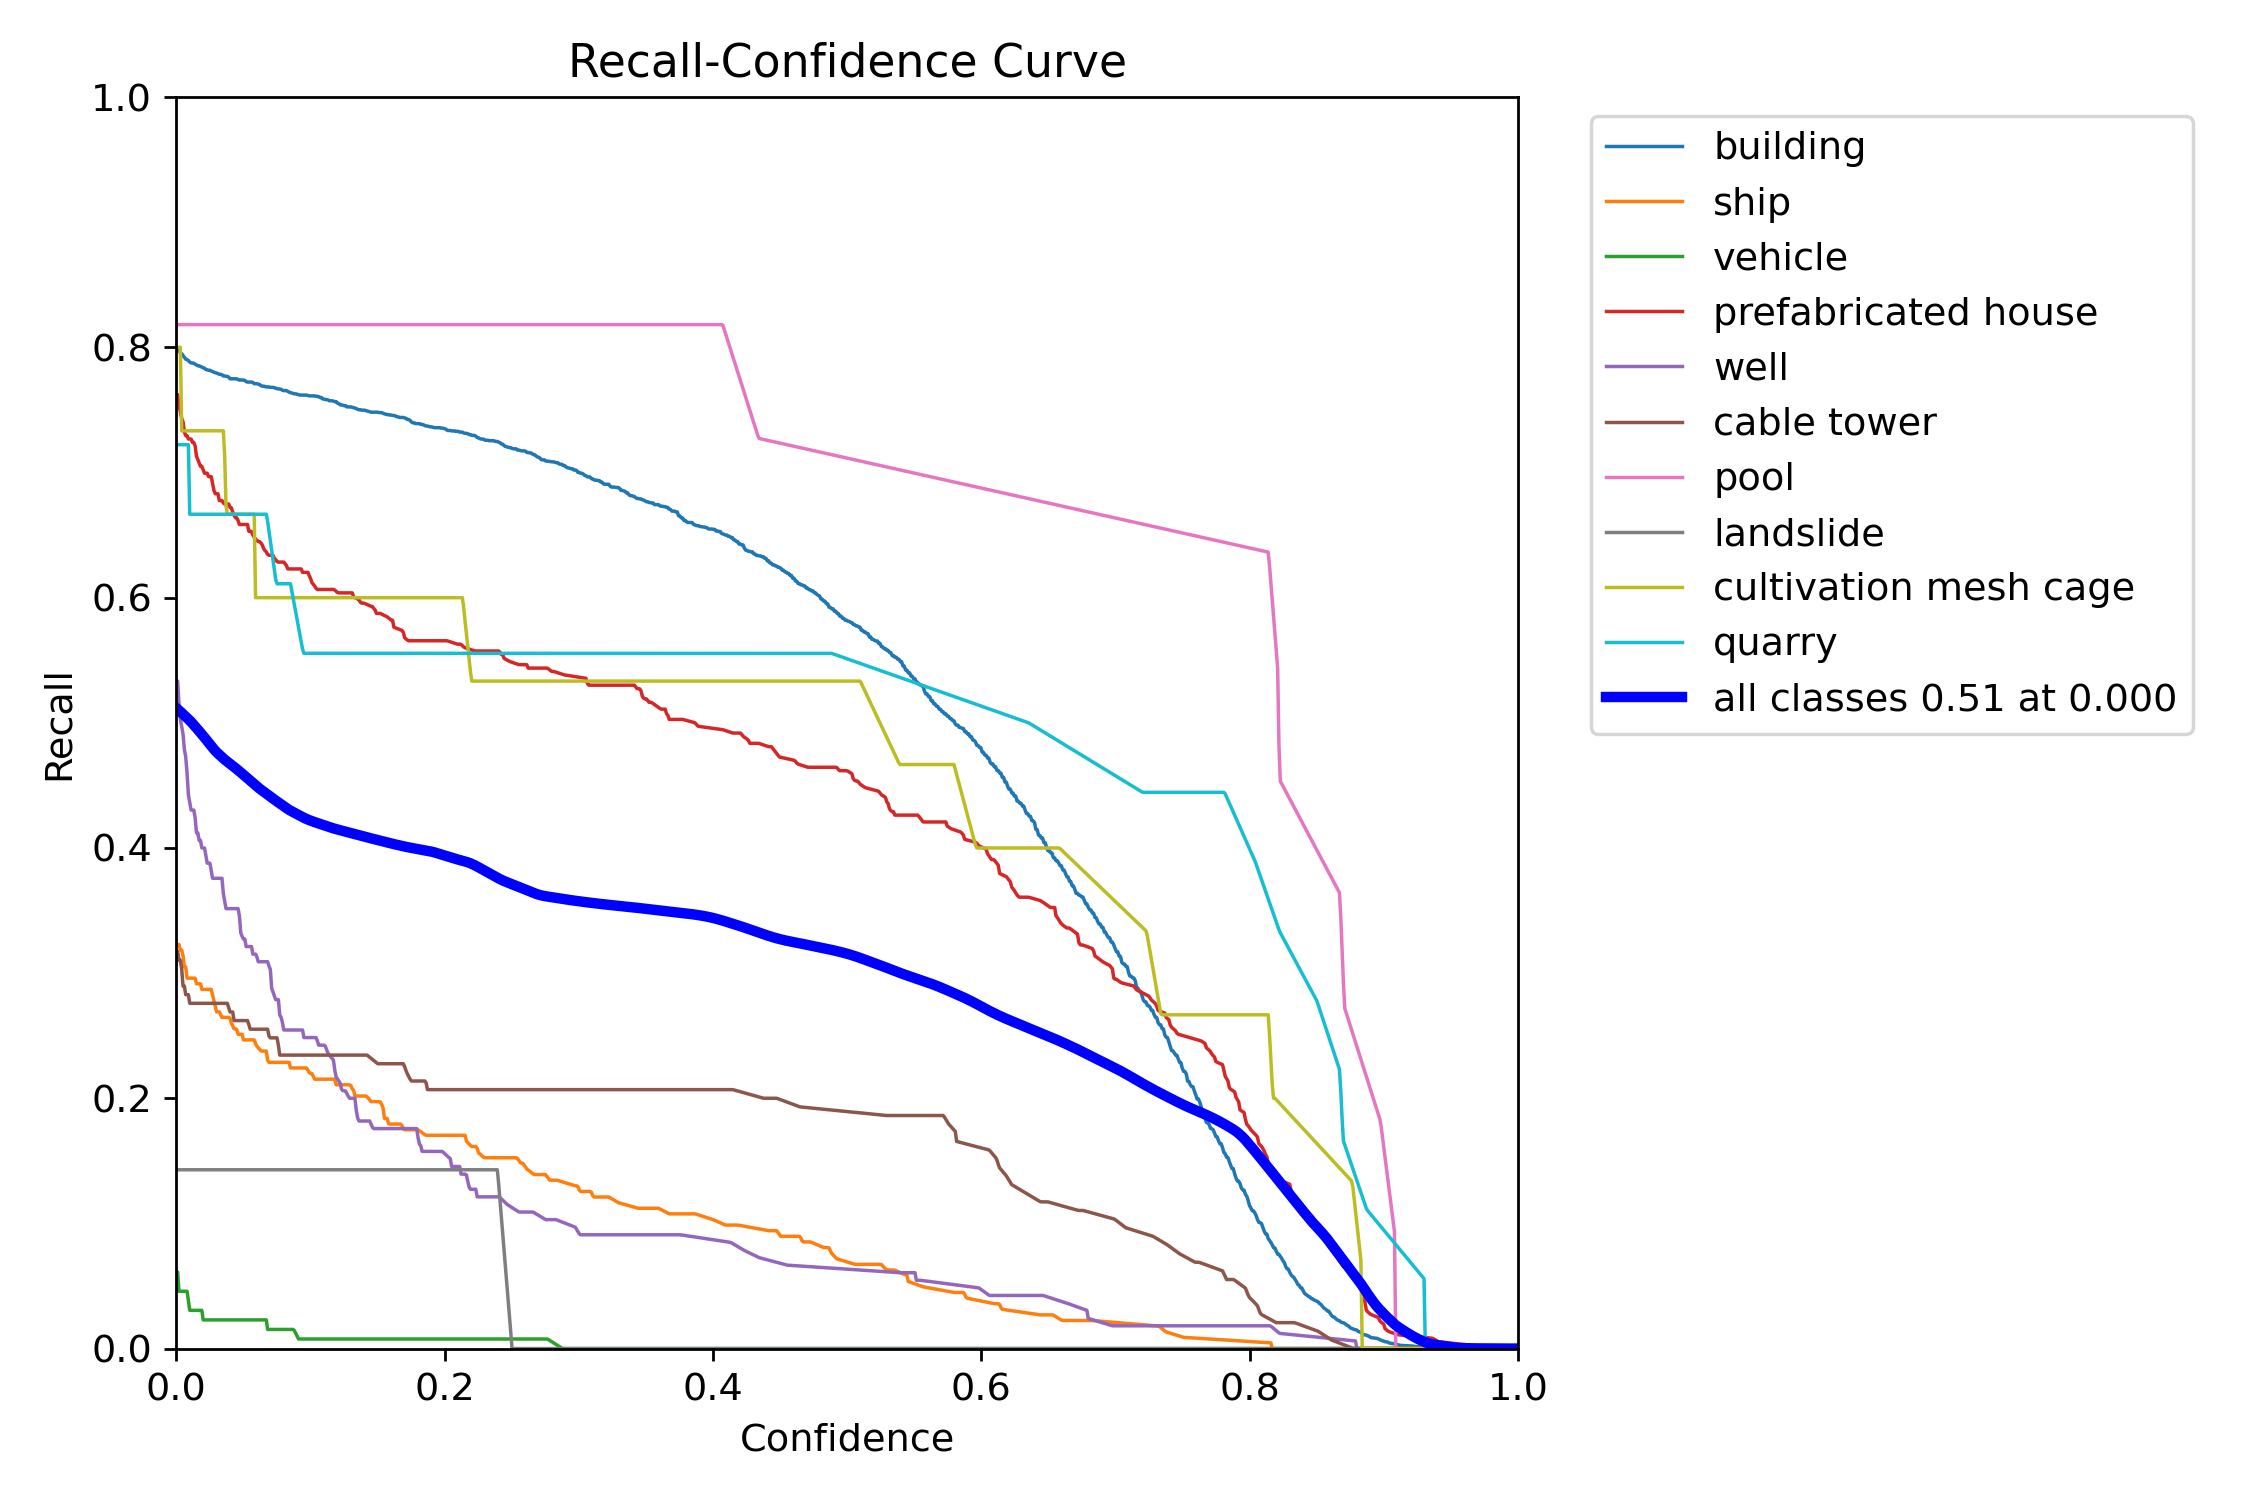 Recall-Confidence Curve
1.0
0.8
0.6
0.4
0.2
0.0
Recall
0.0 0.2 0.4 0.6 0.8 1.0
Confidence
building
ship
vehicle
prefabricated house
well
cable tower
pool
landslide
cultivation mesh cage
quarry
all classes 0.51 at 0.000